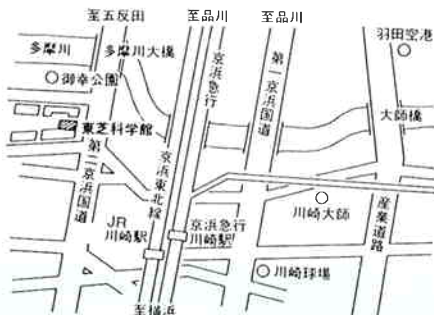 至五反田
至品川
至品川
多摩川
多摩川大橋
羽田空港
御幸公園
京浜急行
第一京浜国道
大師橋
東芝科学館
第二京浜国道
京浜東北線
川崎大師
産業道路
JR
川崎駅
京浜急行
川崎駅
川崎球場
至横浜